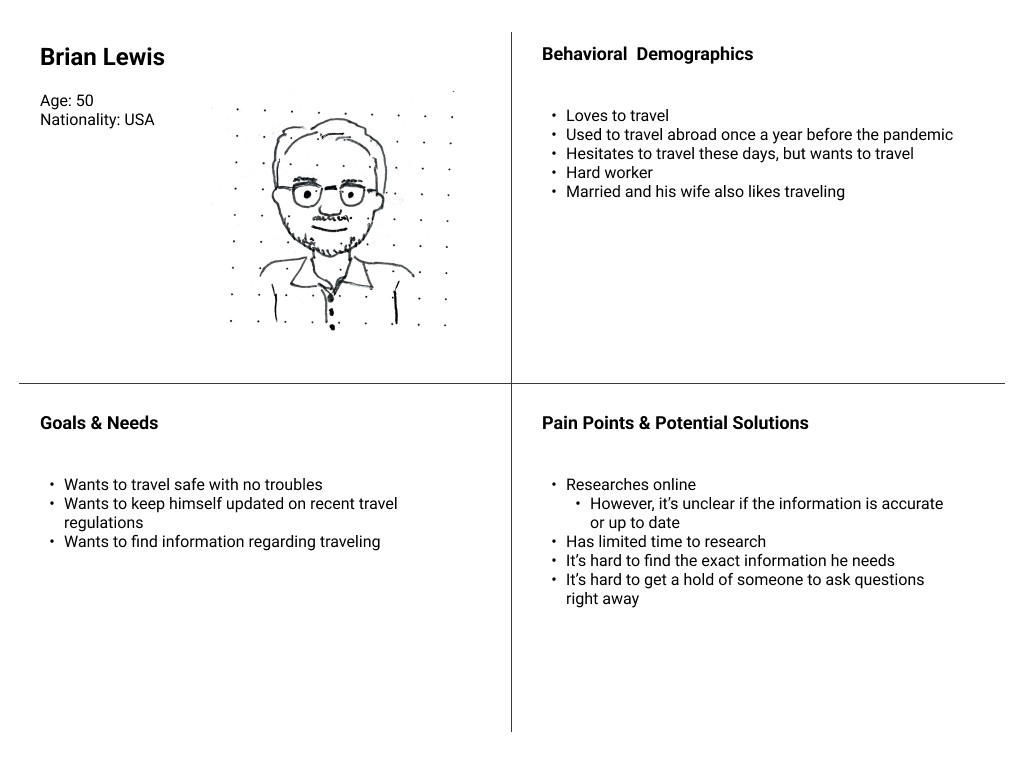 Brian Lewis
Age: 50
Nationality: USA
Behavioral  Demographics
• Loves to travel
• Used to travel abroad once a year before the pandemic
• Hesitates to travel these days, but wants to travel
• Hard worker
• Married and his wife also likes traveling
Goals & Needs
• Wants to travel safe with no troubles
• Wants to keep himself updated on recent travel
regulations
• Wants to find information regarding traveling
Pain Points & Potential Solutions
• Researches online
• However, it’s unclear if the information is accurate
or up to date
• Has limited time to research
• It’s hard to find the exact information he needs
• It’s hard to get a hold of someone to ask questions
right away